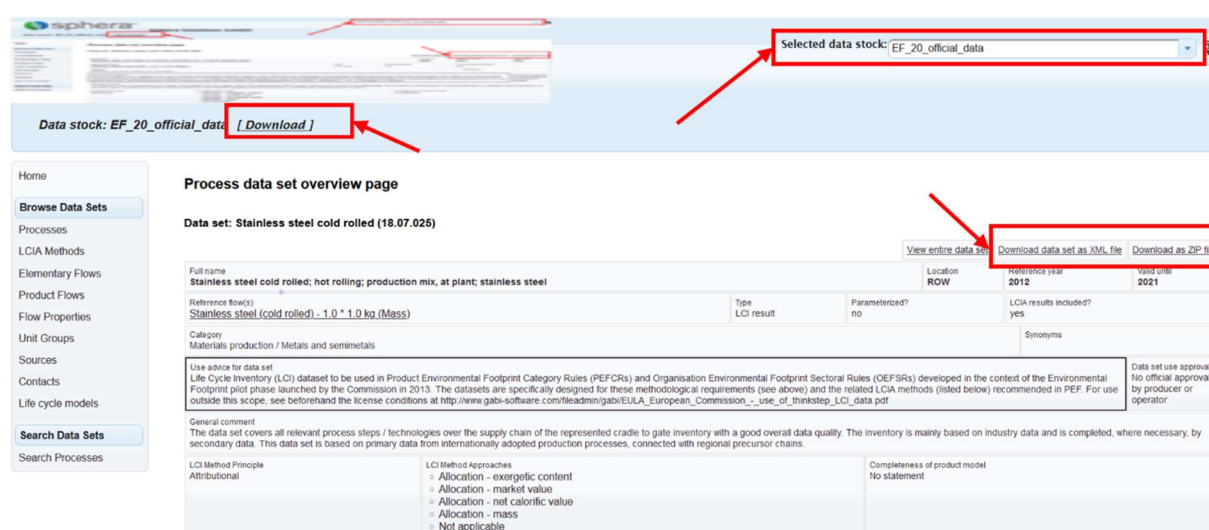 sphera
Selected data stock: EF_20_official_data
Data stock: EF_20_official_data [ Download ]
Home
Browse Data Sets
Processes
LCIA Methods
Elementary Flows
Product Flows
Flow Properties
Unit Groups
Sources
Contacts
Life cycle models
Search Data Sets
Search Processes
Process data set overview page
Data set: Stainless steel cold rolled (18.07.025)
View entire data set Download data set as XML file Download as ZIP fi
Full name
Stainless steel cold rolled; hot rolling; production mix, at plant; stainless steel
Location
ROW
Reference year
2012
Valid until
2021
Reference flow(s)
Stainless steel (cold rolled) - 1.0 * 1.0 kg (Mass)
Type
LCI result
Parameterized?
no
LCIA results included?
yes
Category
Materials production / Metals and semimetals
Synonyms
Use advice for data set
Life Cycle Inventory (LCI) dataset to be used in Product Environmental Footprint Category Rules (PEFCRs) and Organisation Environmental Footprint Sectoral Rules (OEFSRs) developed in the context of the Environmental
Footprint pilot phase launched by the Commission in 2013. The datasets are specifically designed for these methodological requirements (see above) and the related LCIA methods (listed below) recommended in PEF. For use
outside this scope, see beforehand the license conditions at http://www.gabi-software.com/fileadmin/gabi/EULA_European_Commission_-_use_of_thinkstep_LCI_data.pdf
Data set use approval
No official approval
by producer or
operator
General comment
The data set covers all relevant process steps / technologies over the supply chain of the represented cradle to gate inventory with a good overall data quality. The inventory is mainly based on industry data and is completed, where necessary, by
secondary data. This data set is based on primary data from internationally adopted production processes, connected with regional precursor chains.
LCI Method Principle
Attributional
LCI Method Approaches
Allocation - exergetic content
Allocation - market value
Allocation - net calorific value
Allocation - mass
Not applicable
Completeness of product model
No statement